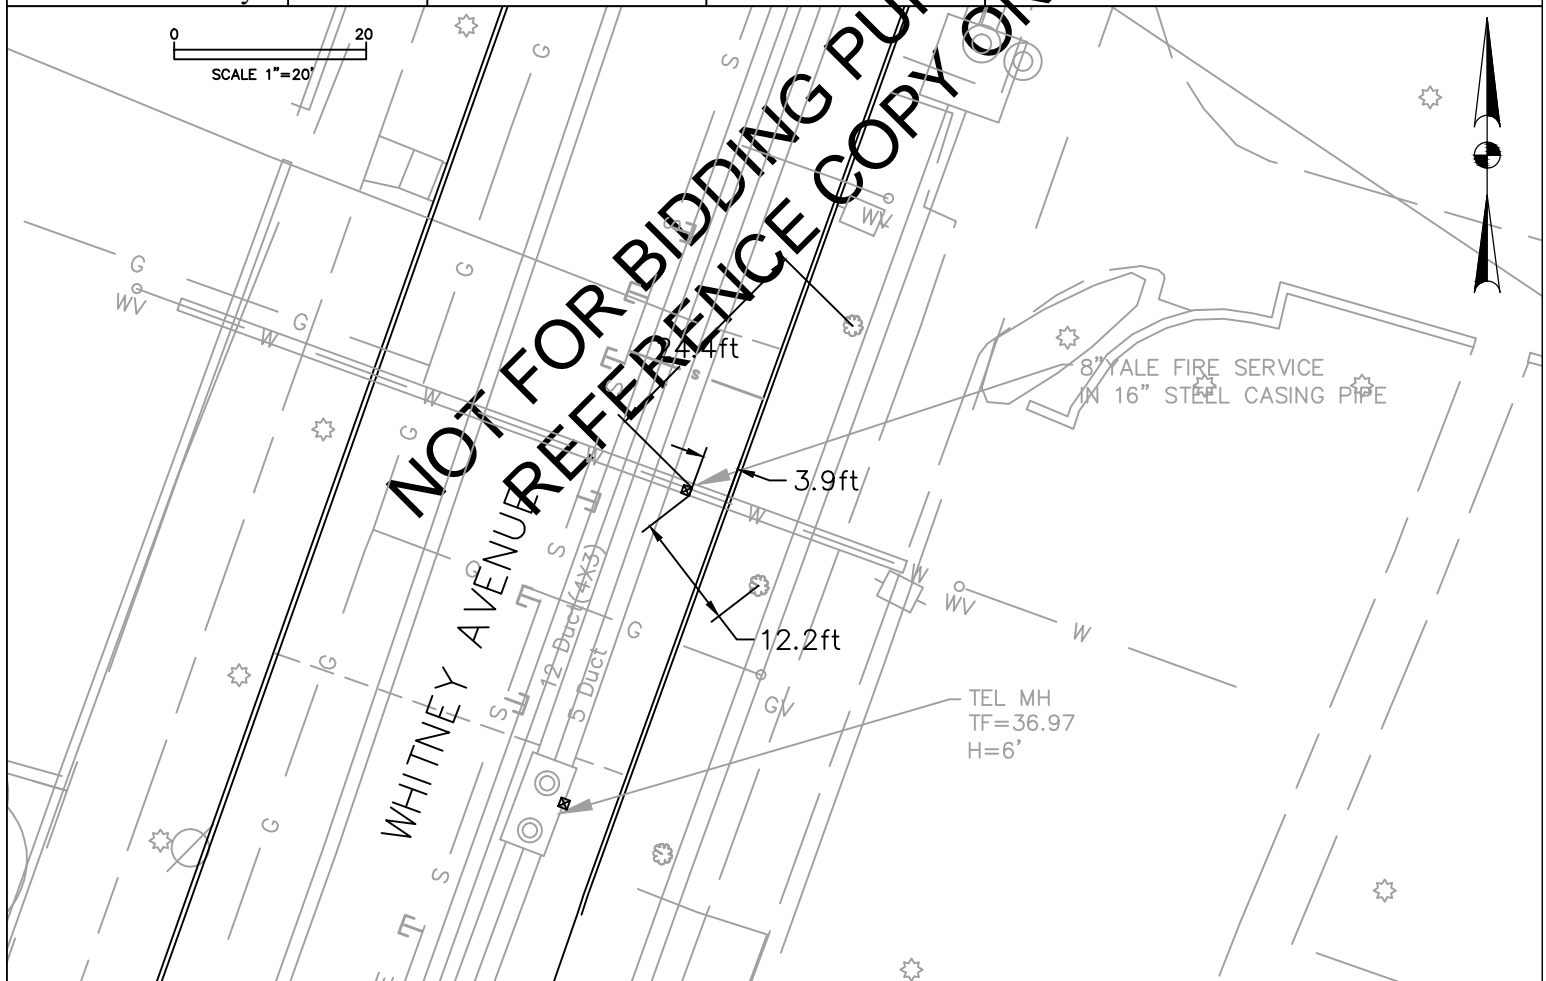 0 20
SCALE 1"=20'
NOT FOR BIDDING
REFERENCE COPY
G
S
WV
G
G
WV
G
W
24.4ft
S
s
8"YALE FIRE SERVICE
IN 16" STEEL CASING PIPE
W
G
W
3.9ft
W
WHITNEY AVENUE
S
G
12 Duct(4X3)
5 Duct
W
WV
W
G
12.2ft
G
S
GV
TEL MH
TF=36.97
H=6'
G
S
E